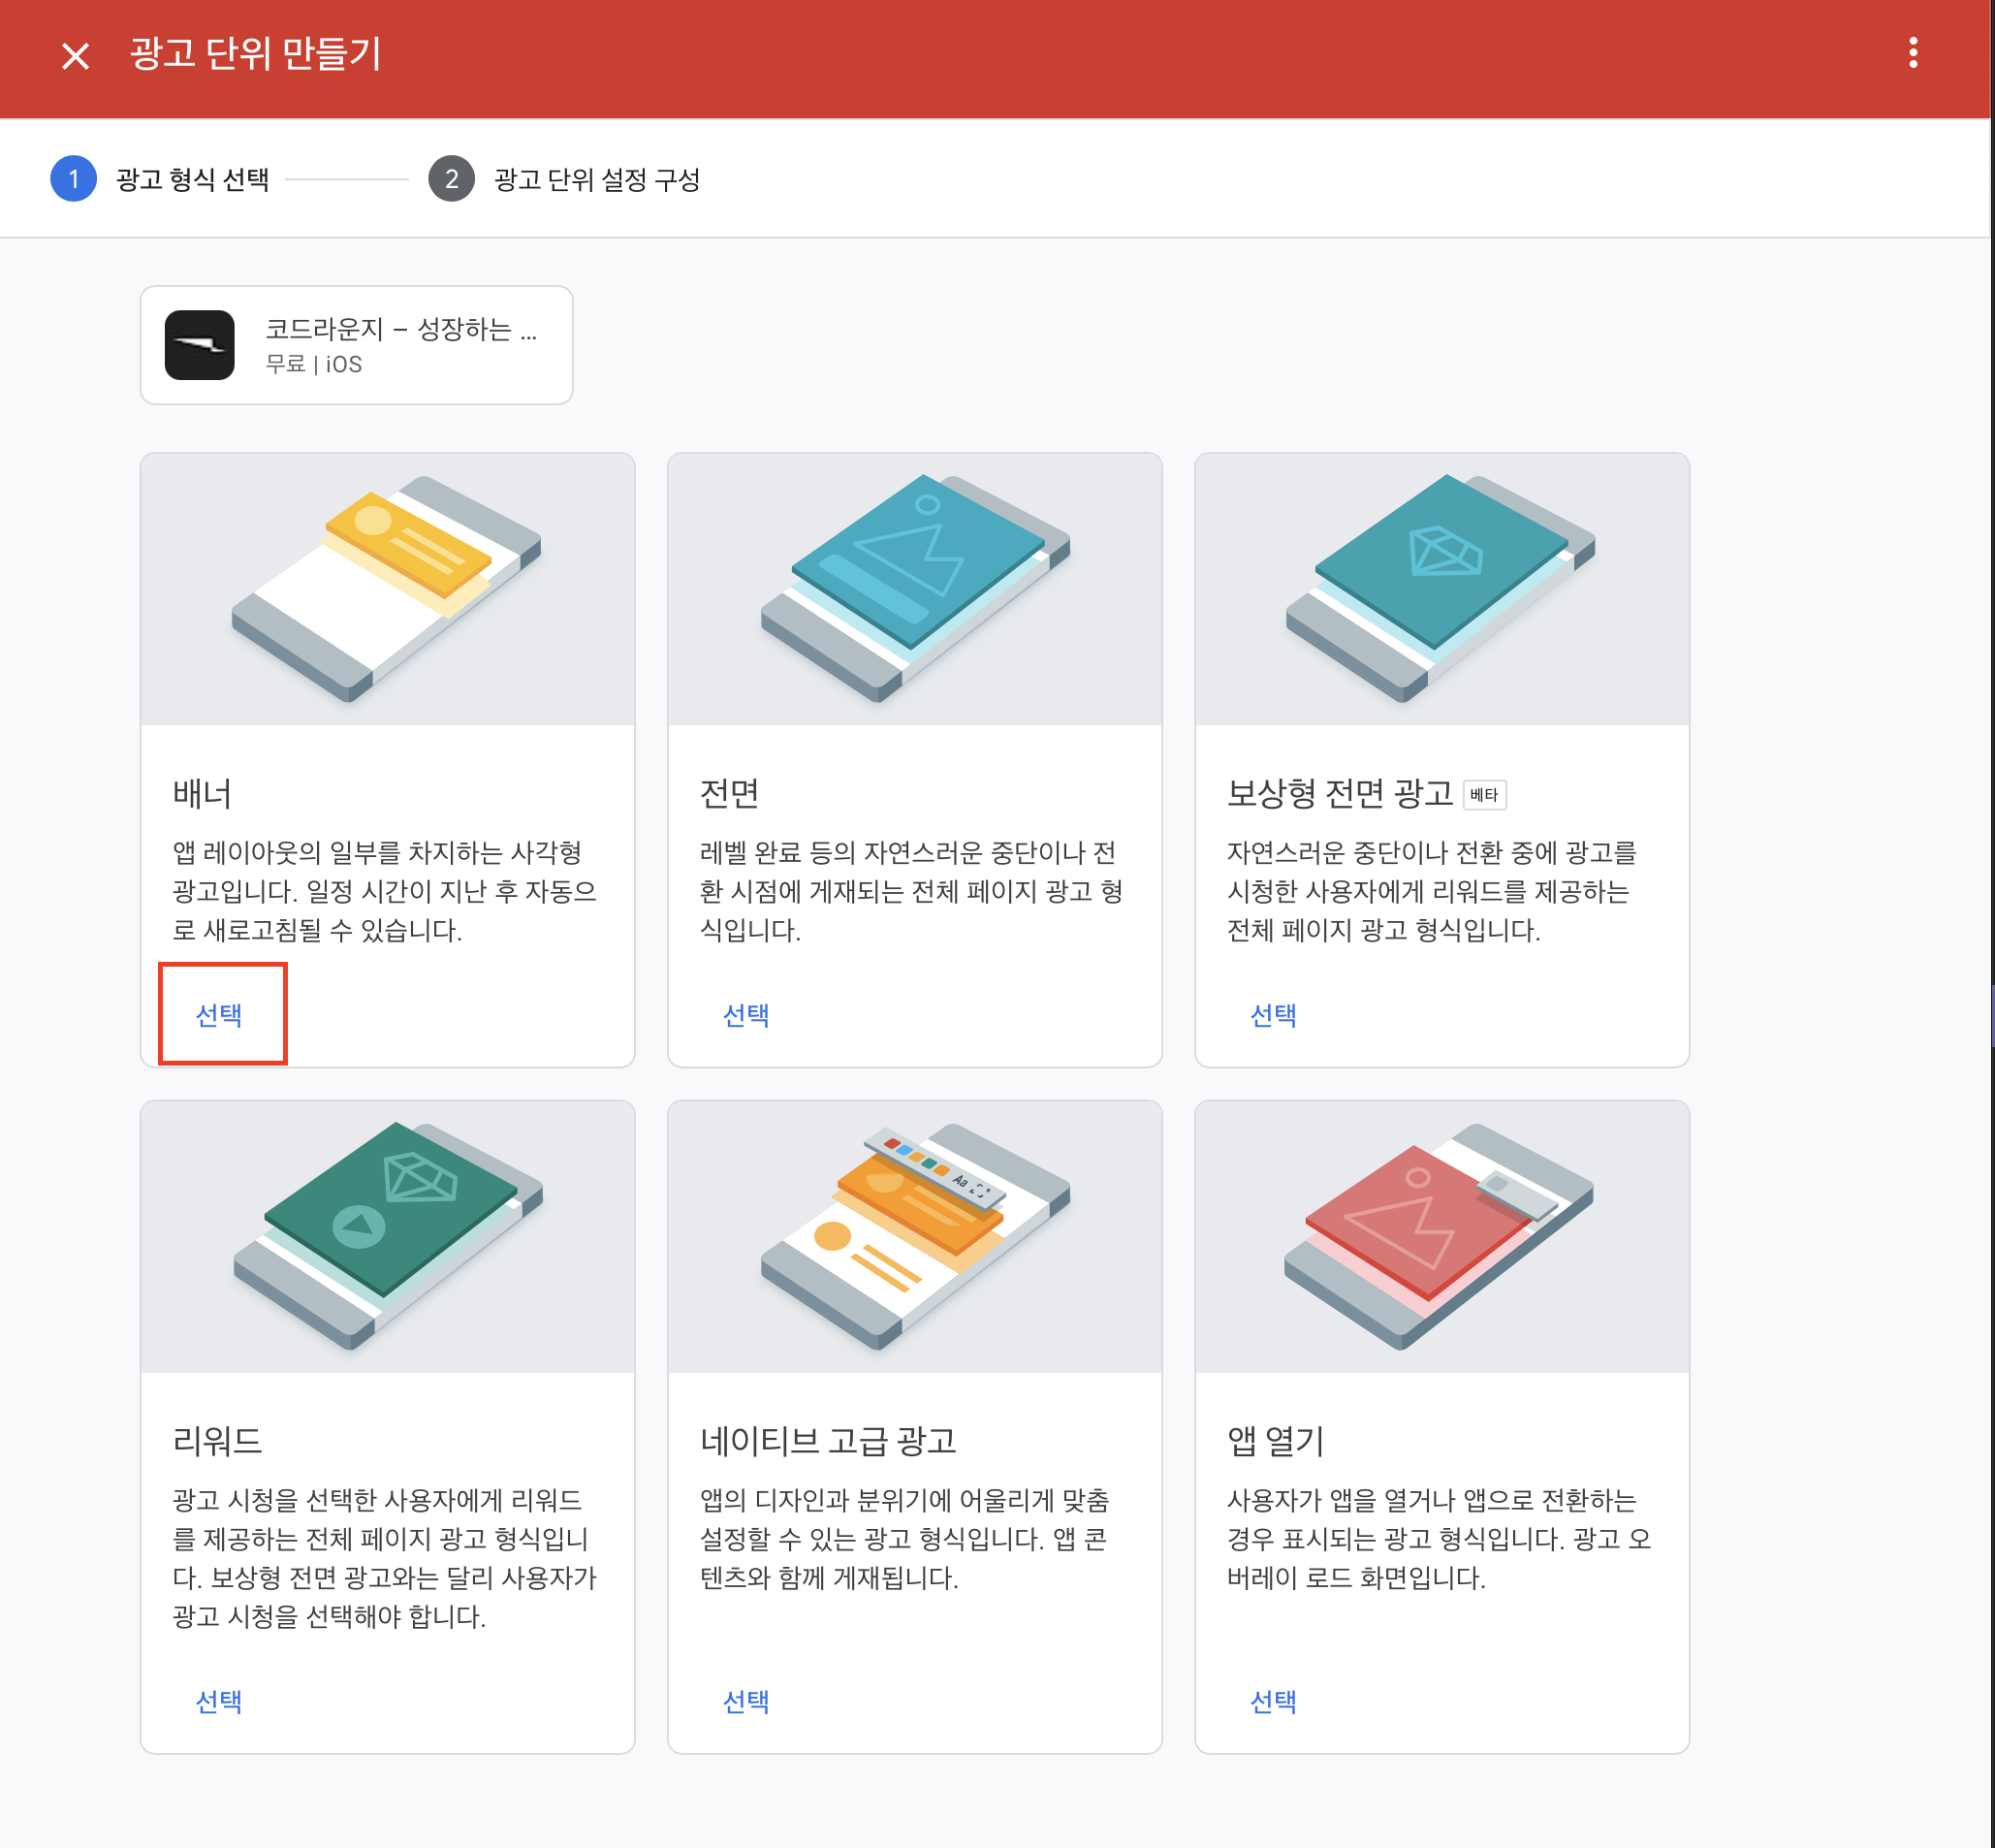 광고 단위 만들기
1 광고 형식 선택 2 광고 단위 설정 구성
코드라운지 – 성장하는 ...
무료 | iOS
배너
앱 레이아웃의 일부를 차지하는 사각형
광고입니다. 일정 시간이 지난 후 자동으
로 새로고침될 수 있습니다.
선택
전면
레벨 완료 등의 자연스러운 중단이나 전
환 시점에 게재되는 전체 페이지 광고 형
식입니다.
선택
보상형 전면 광고 베타
자연스러운 중단이나 전환 중에 광고를
시청한 사용자에게 리워드를 제공하는
전체 페이지 광고 형식입니다.
선택
리워드
광고 시청을 선택한 사용자에게 리워드
를 제공하는 전체 페이지 광고 형식입니
다. 보상형 전면 광고와는 달리 사용자가
광고 시청을 선택해야 합니다.
선택
Aa
네이티브 고급 광고
앱의 디자인과 분위기에 어울리게 맞춤
설정할 수 있는 광고 형식입니다. 앱 콘
텐츠와 함께 게재됩니다.
선택
앱 열기
사용자가 앱을 열거나 앱으로 전환하는
경우 표시되는 광고 형식입니다. 광고 오
버레이 로드 화면입니다.
선택